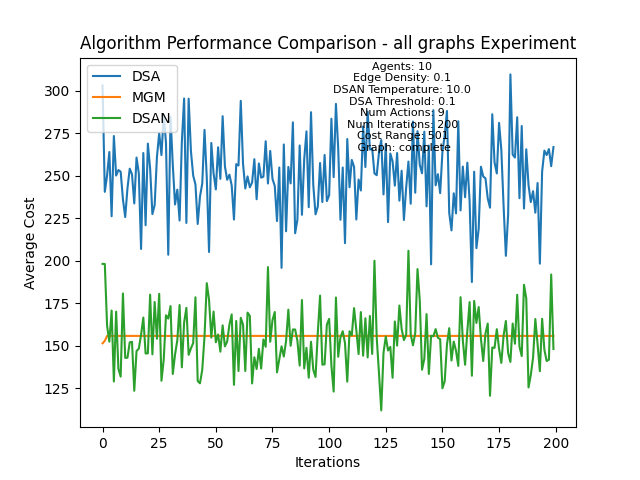 Algorithm Performance Comparison - all graphs Experiment
DSA
MGM
DSAN
Agents: 10
Edge Density: 0.1
DSAN Temperature: 10.0
DSA Threshold: 0.1
Num Actions: 9
Num Iterations: 200
Cost Range: 501
Graph: complete
Average Cost
300
275
250
225
200
175
150
125
0
25
50
75
100
125
150
175
200
Iterations